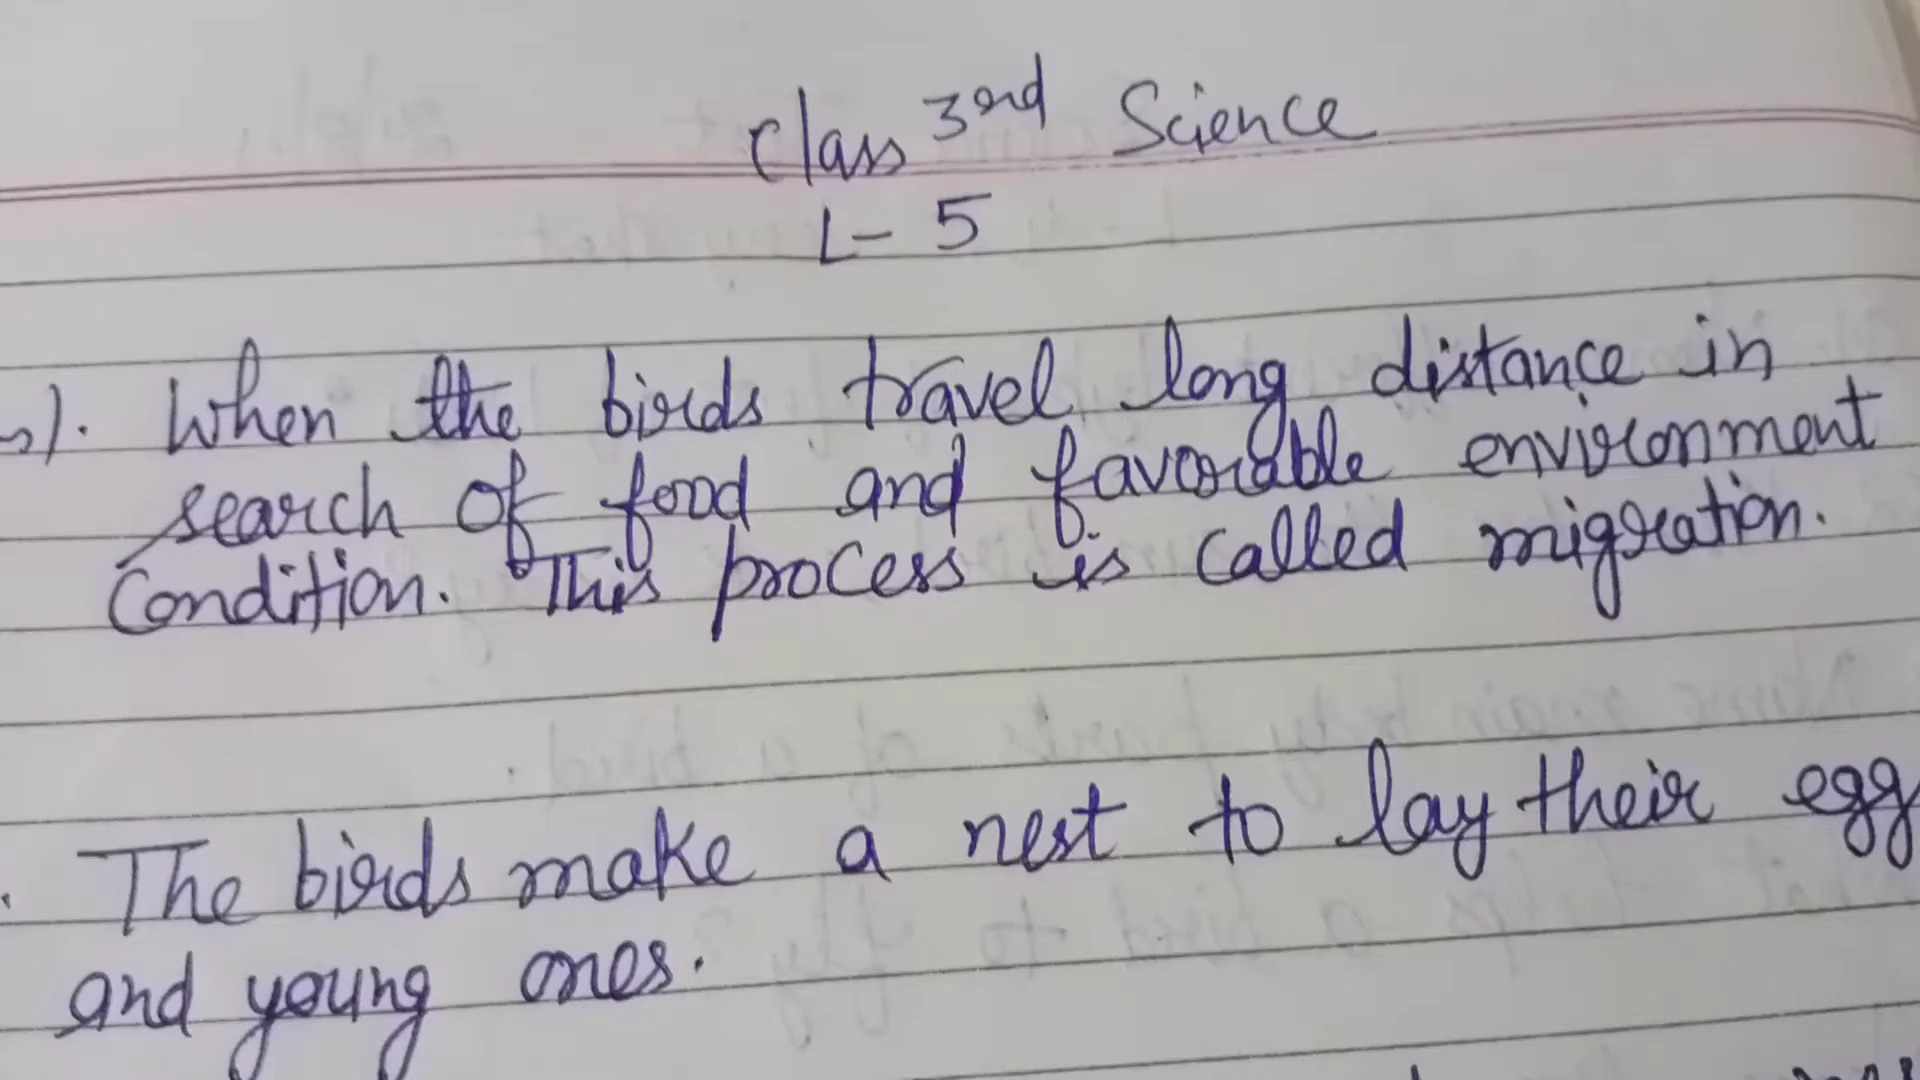 Class 3rd Science
L- 5
). When the birds travel long distance in
search of food and favorable environment
Condition. This process is called migration.
. The birds make a nest to lay their egg
and young ones.